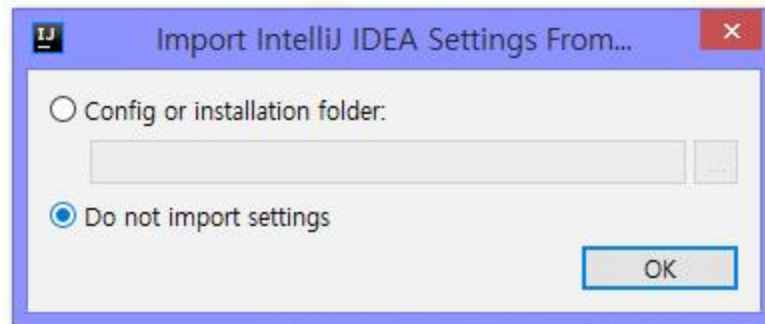 IJ
Import IntelliJ IDEA Settings From...
Config or installation folder:
...
Do not import settings
OK